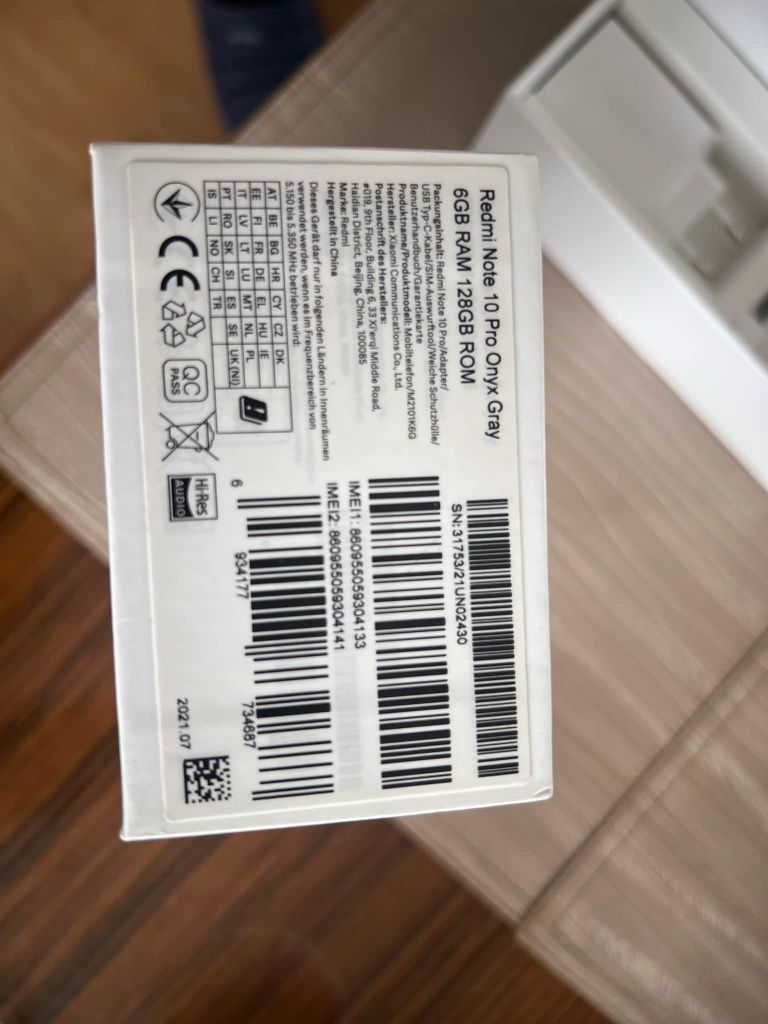 Redmi Note 10 Pro Onyx Gray
6GB RAM 128GB ROM
Packungsinhalt: Redmi Note 10 Pro/Adapter/
USB Typ-C-Kabel/SIM-Auswurftool/Weiche Schutzhülle/
Benutzerhandbuch/Garantiekarte
Produktname/Produktmodell: Mobiltelefon/M2101K6G
Hersteller: Xiaomi Communications Co., Ltd.
Postanschrift des Herstellers:
#019, 9th Floor, Building 6, 33 Xi'erqi Middle Road,
Haidian District, Beijing, China, 100085
Marke: Redmi
Hergestellt in China
Dieses Gerät darf nur in folgenden Ländern in Innenräumen
verwendet werden, wenn es im Frequenzbereich von
5.150 bis 5.350 MHz betrieben wird:
AT BE BG HR CY CZ DK
EE FI FR DE EL HU IE
IT LV LT LU MT NL PL
PT RO SK SI ES SE UK(NI)
IS LI NO CH TR
CE
QC
PASS
Hi-Res
AUDIO
SN: 31753/21UN02430
IMEI1: 860955059304133
IMEI2: 860955059304141
6 934177 734687
2021.07